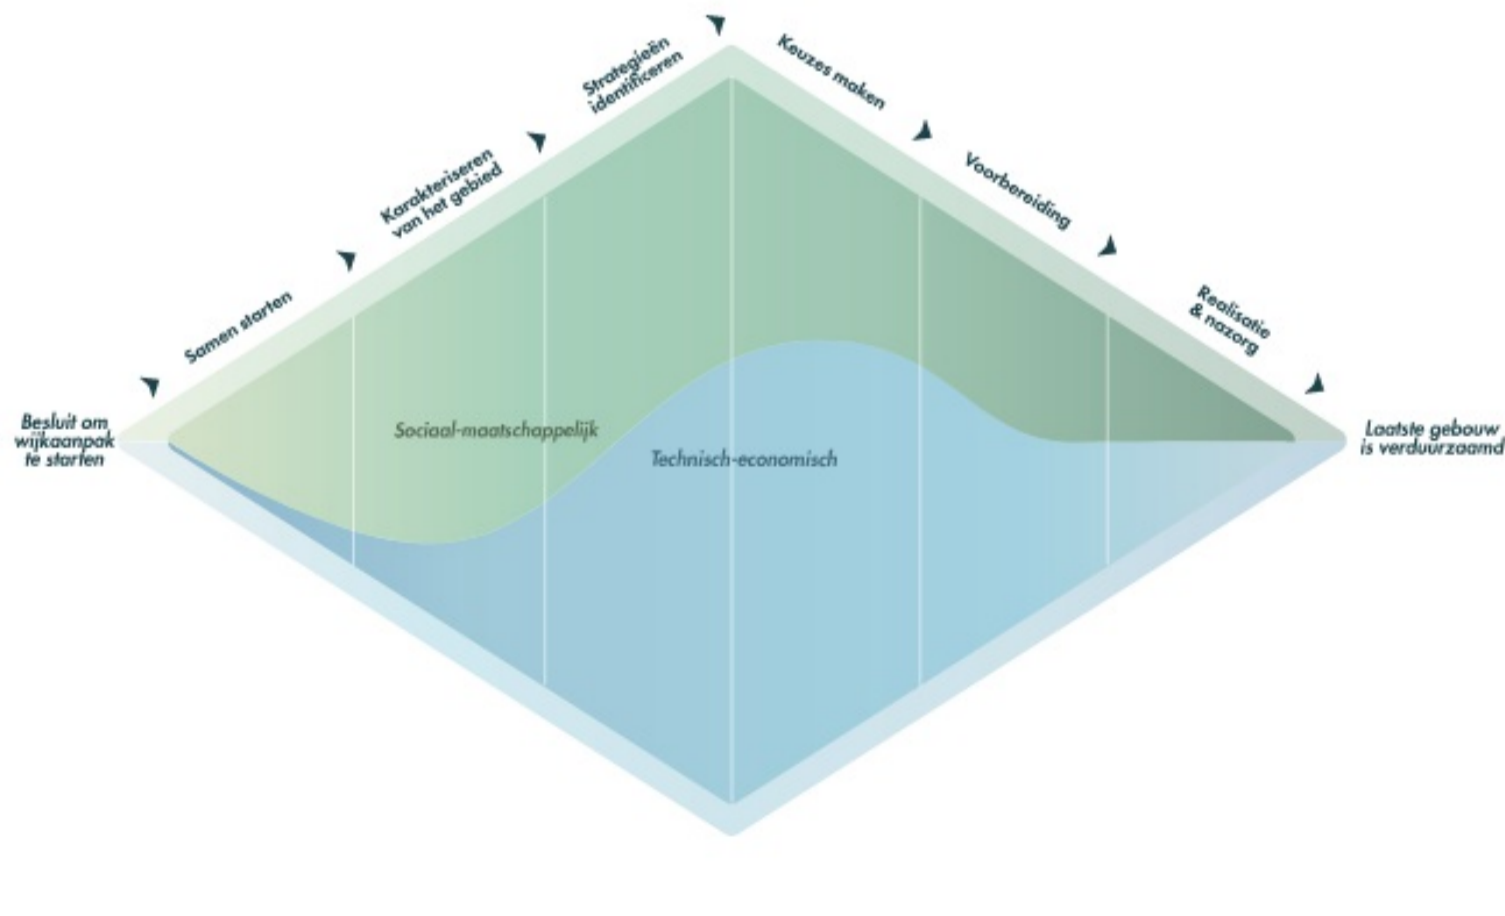 Besluit om
wijkaanpak
te starten
Samen starten
Karakteriseren
van het gebied
Strategieën
identificeren
Keuzes maken
Voorbereiding
Realisatie
& nazorg
Laatste gebouw
is verduurzaamd
Sociaal-maatschappelijk
Technisch-economisch